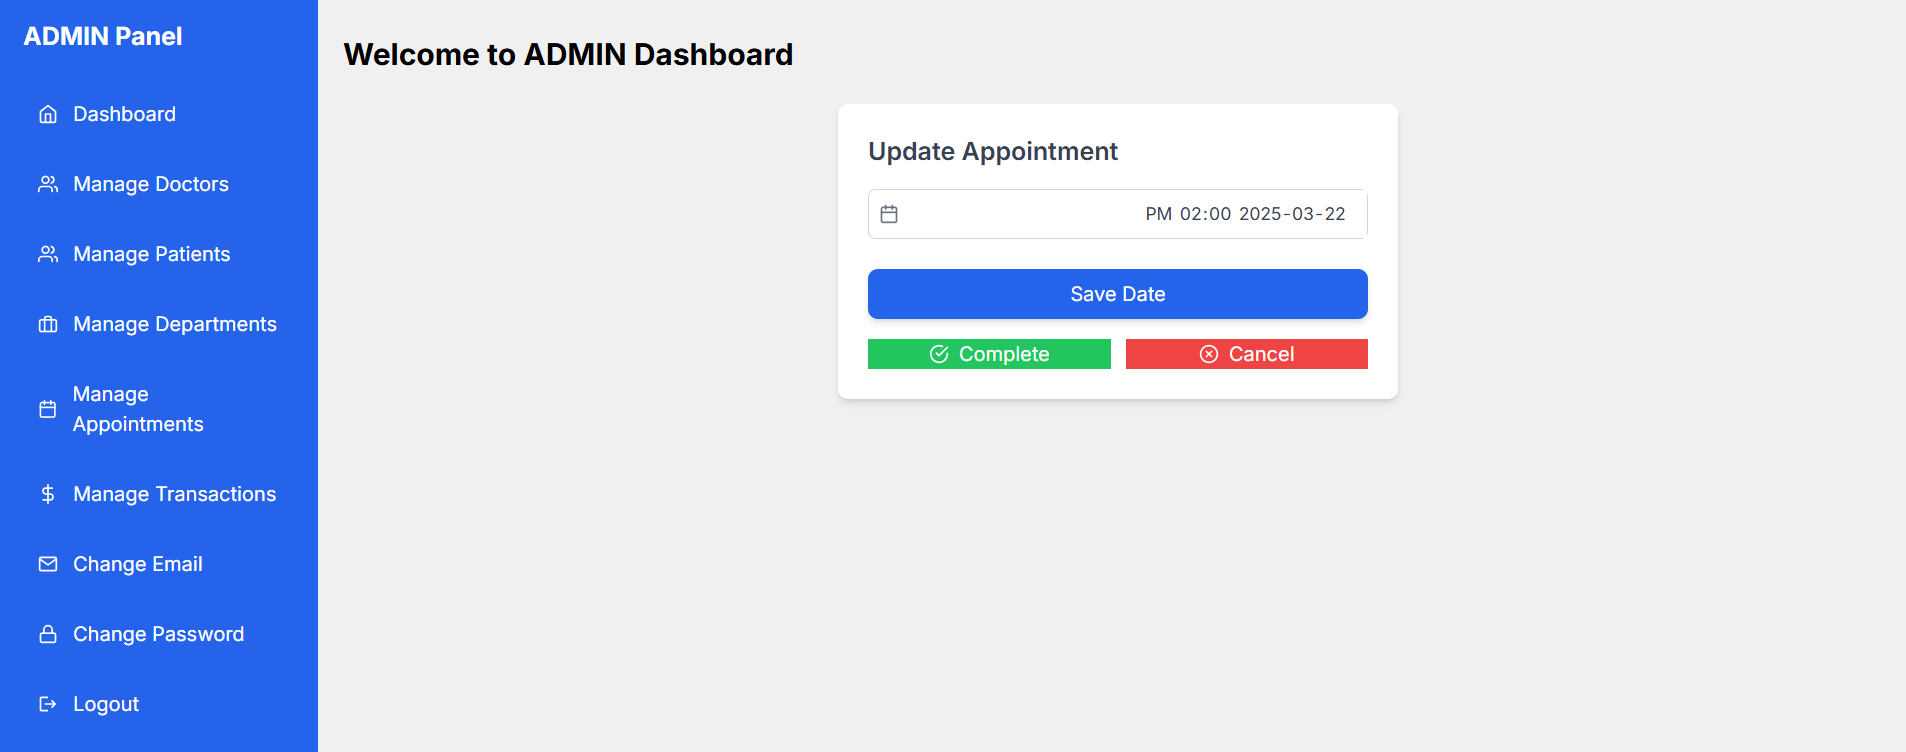 ADMIN Panel
Dashboard
Manage Doctors
Manage Patients
Manage Departments
Manage
Appointments
Manage Transactions
Change Email
Change Password
Logout
Welcome to ADMIN Dashboard
Update Appointment
PM 02:00 2025-03-22
Save Date
Complete
Cancel